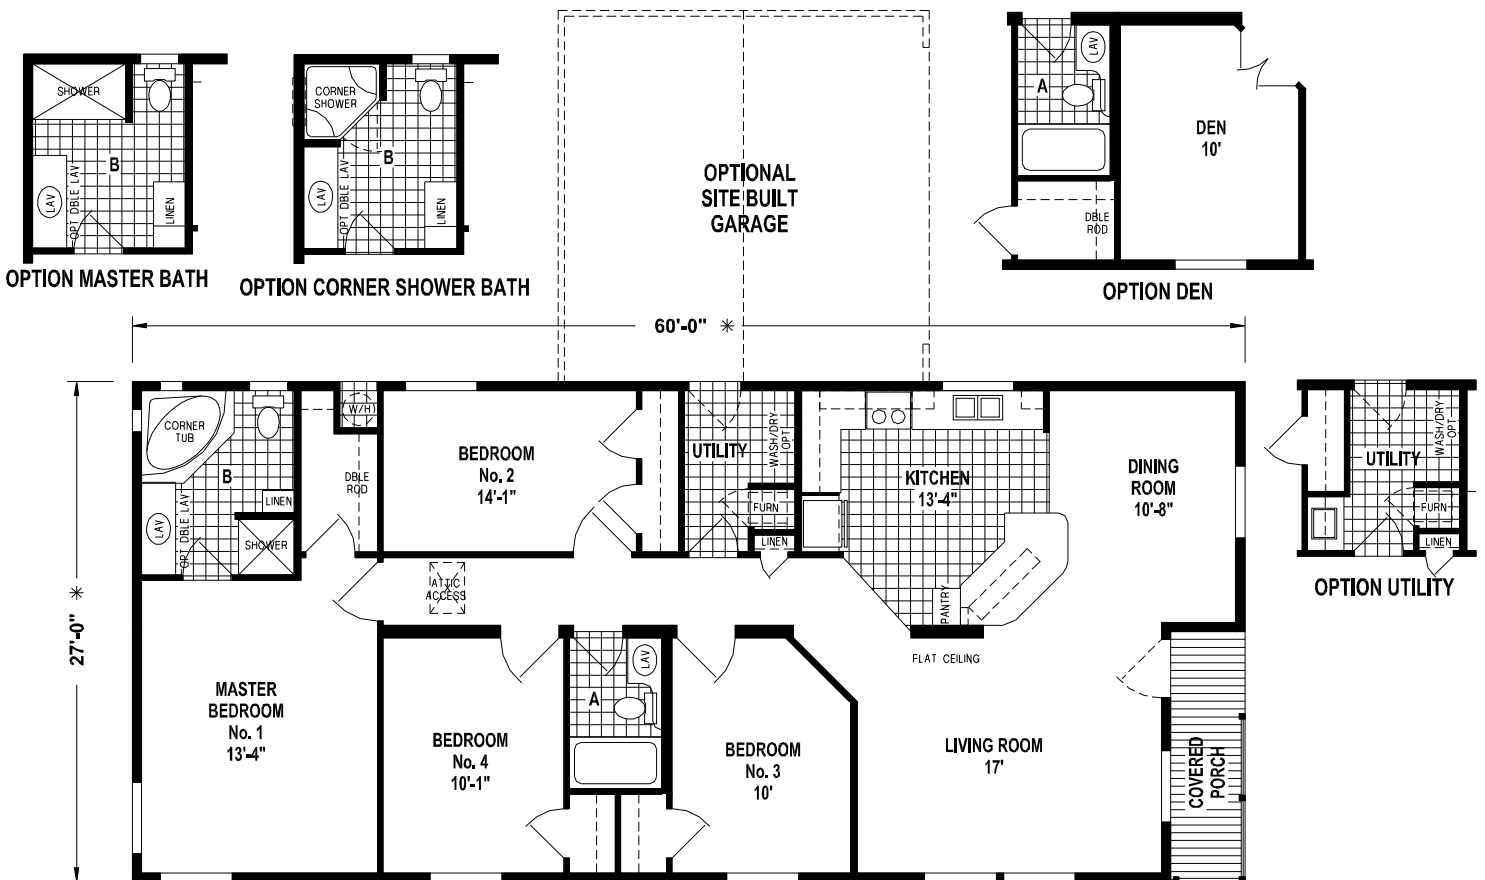 SHOWER
B
LAV
OPT DBLE LAV
LINEN
OPTION MASTER BATH
CORNER
SHOWER
B
LAV
OPT DBLE LAV
LINEN
OPTION CORNER SHOWER BATH
OPTIONAL
SITE BUILT
GARAGE
LAV
A
DBLE
ROD
DEN
10'
OPTION DEN
60'-0" ✳
27'-0" ✳
CORNER
TUB
B
LAV
OPT DBLE LAV
LINEN
SHOWER
W/H
DBLE
ROD
BEDROOM
No. 2
14'-1"
UTILITY
WASH/DRY
OPT
FURN
LINEN
KITCHEN
13'-4"
PANTRY
DINING
ROOM
10'-8"
ATTIC
ACCESS
FLAT CEILING
MASTER
BEDROOM
No. 1
13'-4"
BEDROOM
No. 4
10'-1"
LAV
A
BEDROOM
No. 3
10'
LIVING ROOM
17'
COVERED
PORCH
UTILITY
WASH/DRY
OPT
FURN
LINEN
OPTION UTILITY